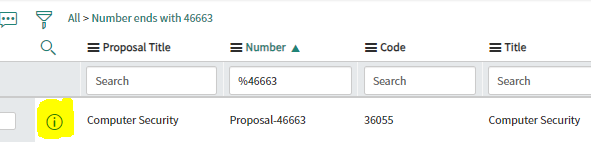 All > Number ends with 46663
Proposal Title Number ▲ Code Title
Search %46663 Search Search
Computer Security Proposal-46663 36055 Computer Security